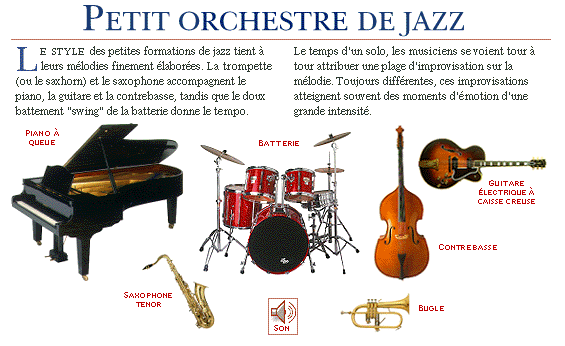 PETIT ORCHESTRE DE JAZZ
LE STYLE des petites formations de jazz tient à
leurs mélodies finement élaborées. La trompette
(ou le saxhorn) et le saxophone accompagnent le
piano, la guitare et la contrebasse, tandis que le doux
battement "swing" de la batterie donne le tempo.
Le temps d'un solo, les musiciens se voient tour à
tour attribuer une plage d'improvisation sur la
mélodie. Toujours différentes, ces improvisations
atteignent souvent des moments d'émotion d'une
grande intensité.
PIANO À
QUEUE
BATTERIE
GUITARE
ÉLECTRIQUE À
CAISSE CREUSE
CONTREBASSE
SAXOPHONE
TENOR
SON
BUGLE